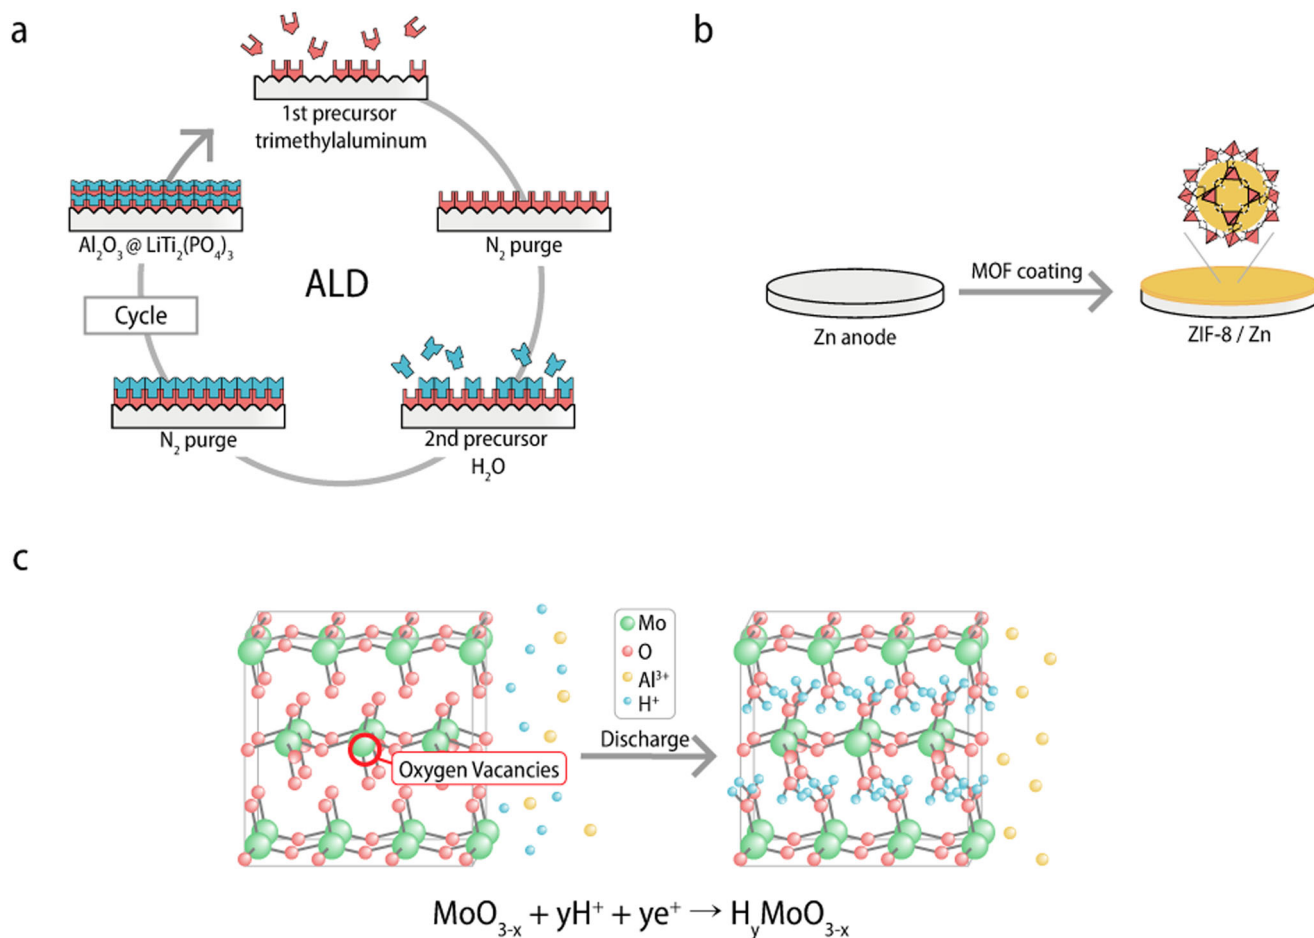 a
1st precursor
trimethylaluminum
N₂ purge
2nd precursor
H₂O
N₂ purge
Cycle
Al₂O₃ @ LiTi₂(PO₄)₃
ALD
b
Zn anode
MOF coating
ZIF-8 / Zn
c
Oxygen Vacancies
Mo
O
Al³⁺
H⁺
Discharge
MoO₃₋ₓ + yH⁺ + ye⁺ → HᵧMoO₃₋ₓ